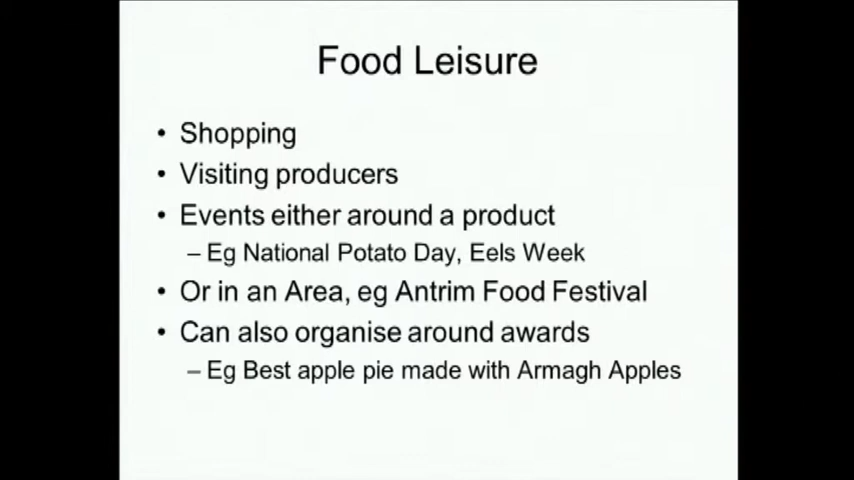 Food Leisure
• Shopping
• Visiting producers
• Events either around a product
– Eg National Potato Day, Eels Week
• Or in an Area, eg Antrim Food Festival
• Can also organise around awards
– Eg Best apple pie made with Armagh Apples